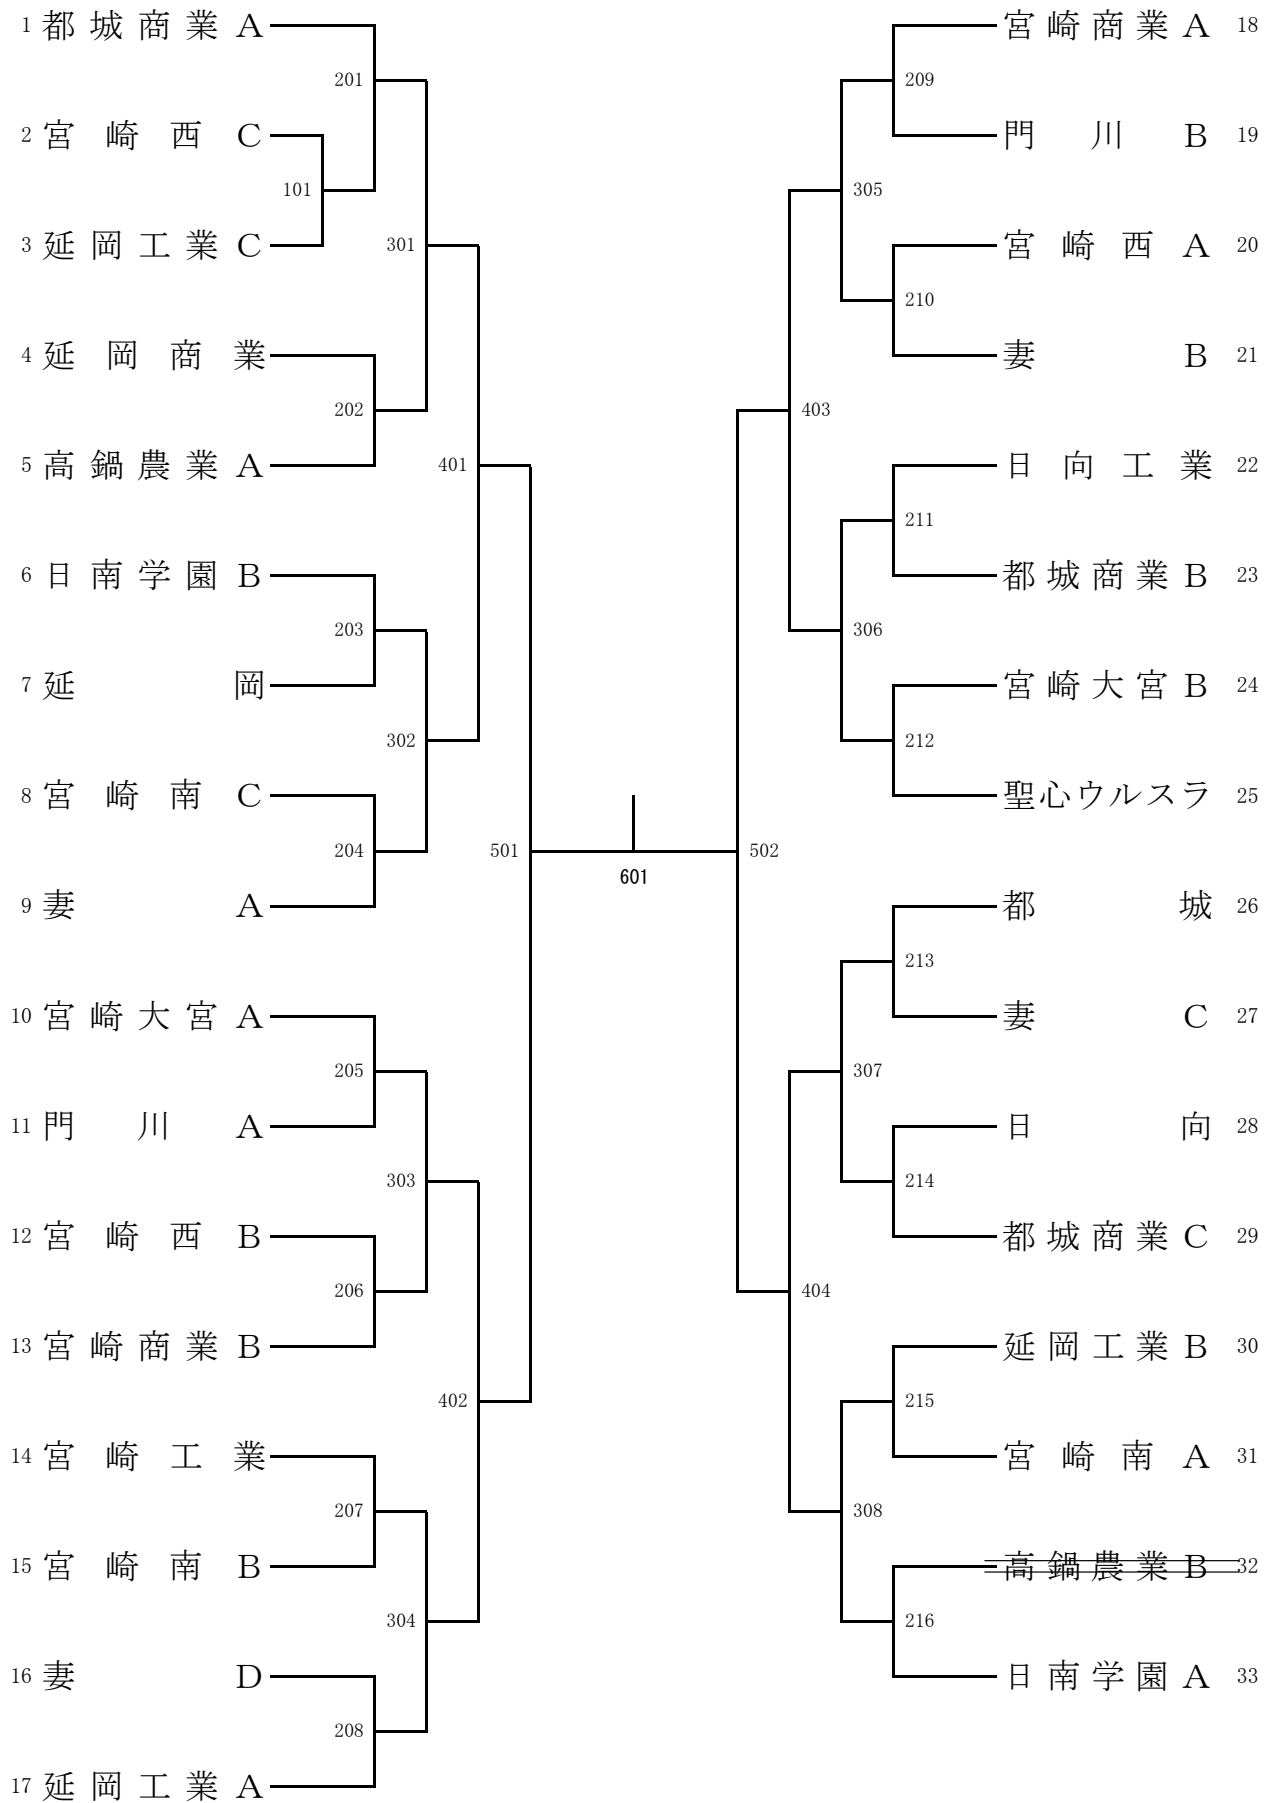 1 都城商業A
201
2 宮崎西C
101
3 延岡工業C
301
4 延岡商業
202
5 高鍋農業A
401
6 日南学園B
203
7 延岡
302
8 宮崎南C
204
9 妻A
501
10 宮崎大宮A
205
11 門川A
303
12 宮崎西B
206
13 宮崎商業B
402
14 宮崎工業
207
15 宮崎南B
304
16 妻D
208
17 延岡工業A
601
宮崎商業A 18
209
門川B 19
305
宮崎西A 20
210
妻B 21
403
日向工業 22
211
都城商業B 23
306
宮崎大宮B 24
212
聖心ウルスラ 25
502
都城 26
213
妻C 27
307
日向 28
214
都城商業C 29
404
延岡工業B 30
215
宮崎南A 31
308
高鍋農業B 32
216
日南学園A 33